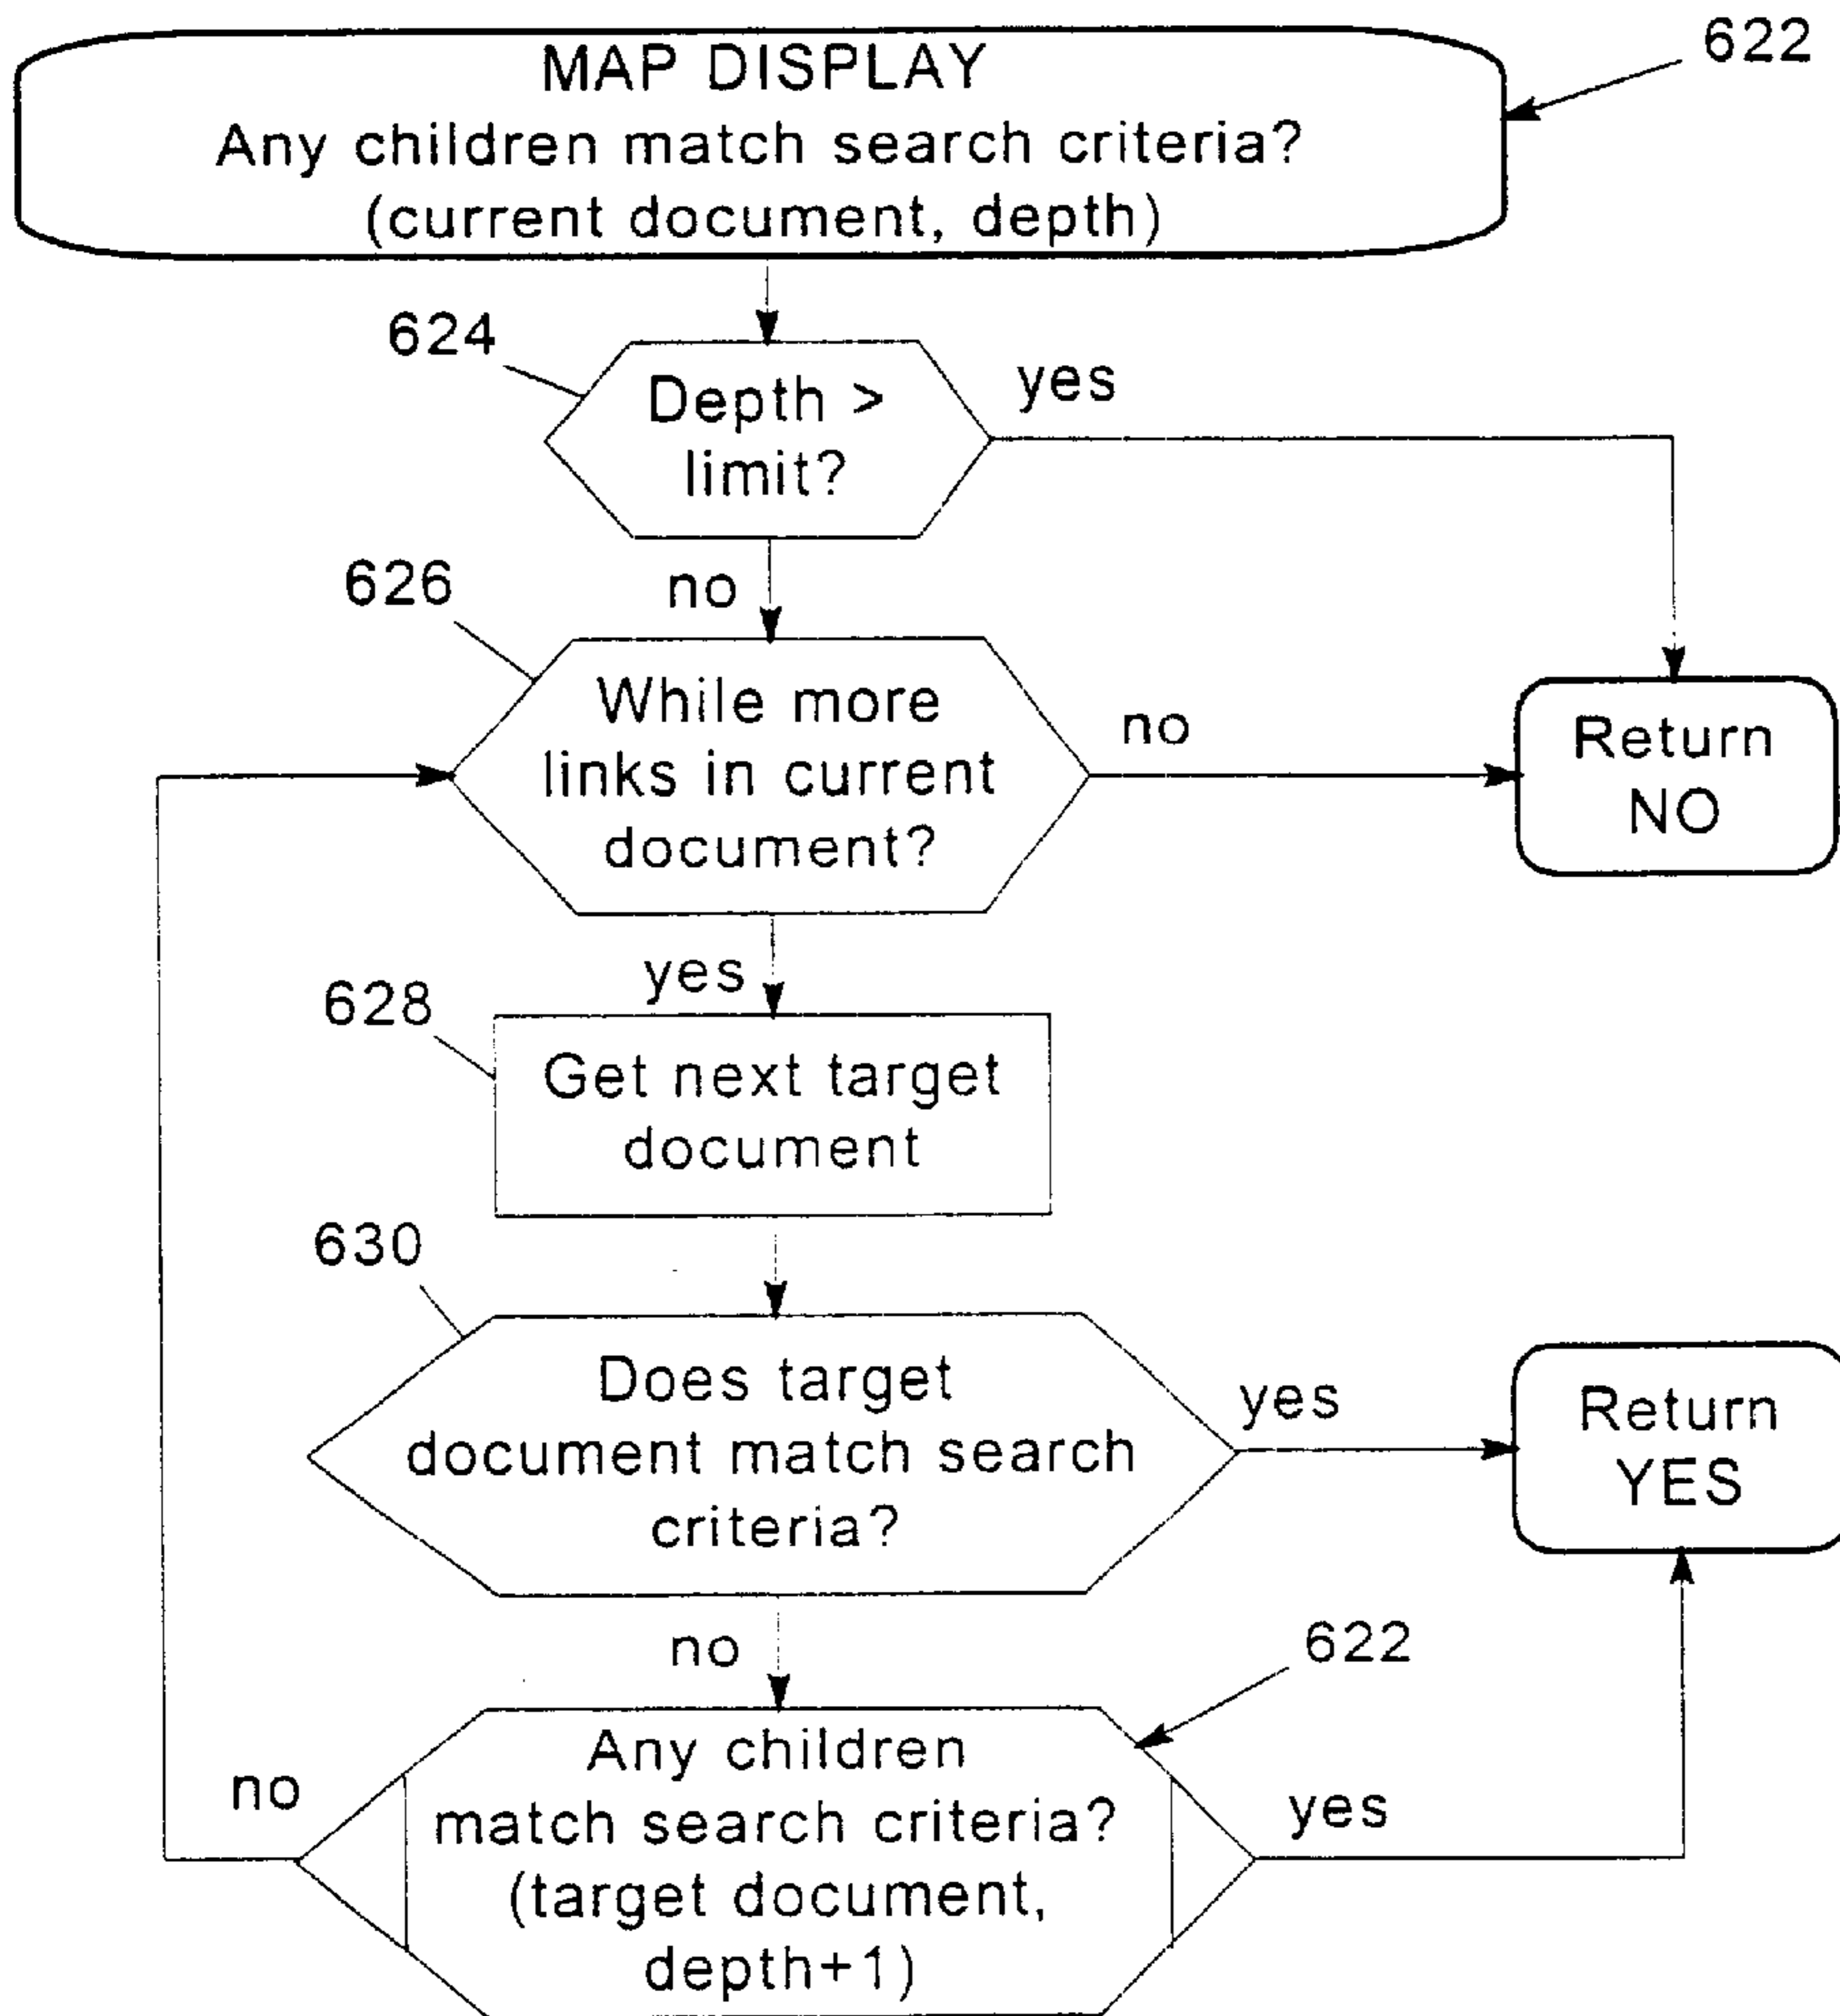 MAP DISPLAY
622
Any children match search criteria?
(current document, depth)
624
Depth >
limit?
yes
no
626
While more
links in current
document?
no
Return
NO
yes
628
Get next target
document
630
Does target
document match search
criteria?
yes
Return
YES
no
622
Any children
match search criteria?
(target document,
depth+1)
no
yes